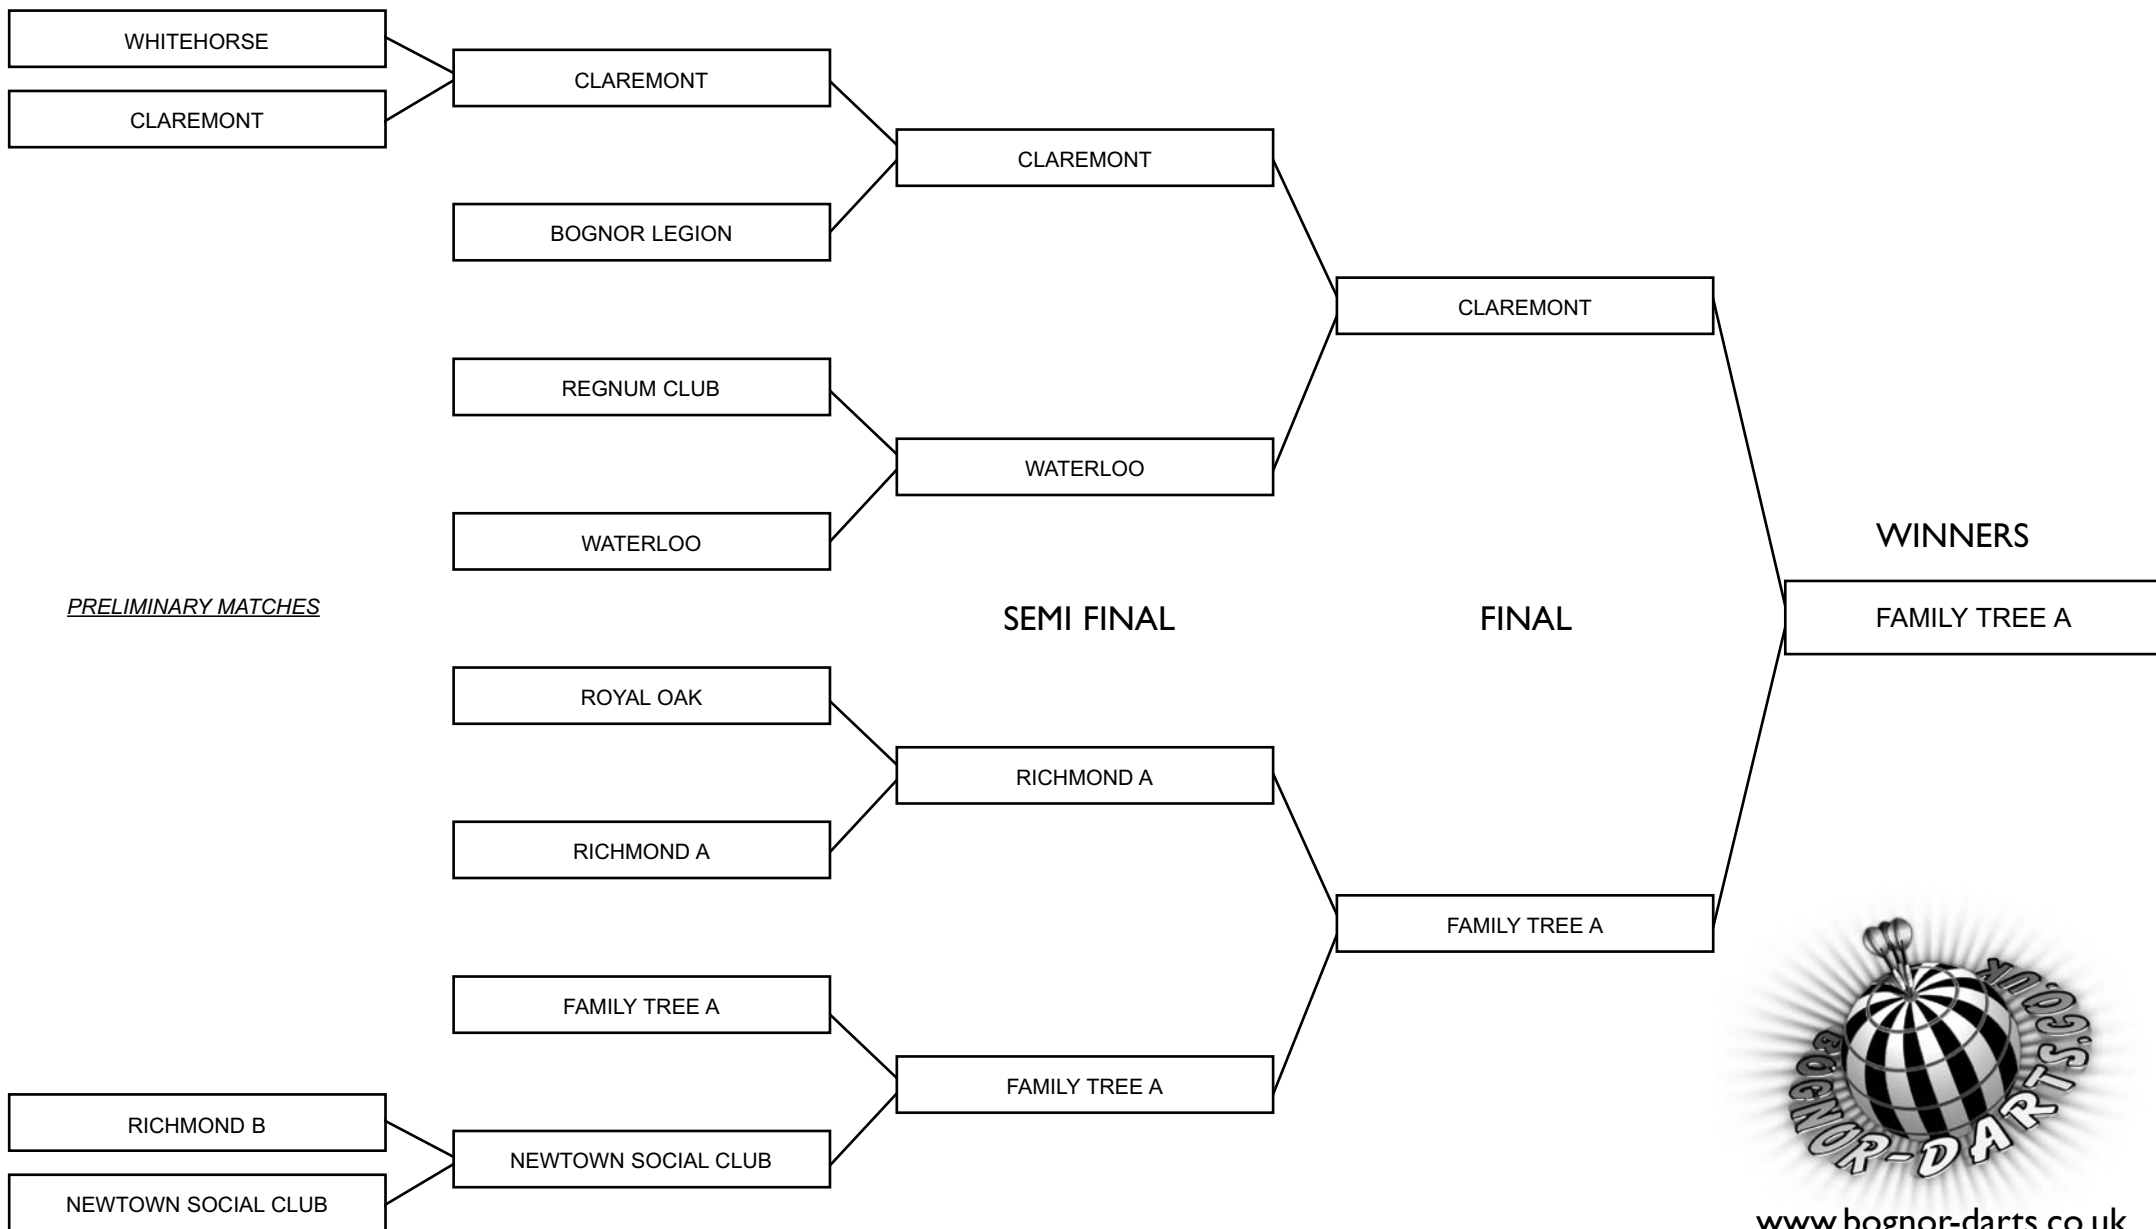 WHITEHORSE
CLAREMONT
CLAREMONT
BOGNOR LEGION
CLAREMONT
REGNUM CLUB
WATERLOO
WATERLOO
CLAREMONT
PRELIMINARY MATCHES
SEMI FINAL
FINAL
WINNERS
FAMILY TREE A
ROYAL OAK
RICHMOND A
RICHMOND A
FAMILY TREE A
FAMILY TREE A
FAMILY TREE A
RICHMOND B
NEWTOWN SOCIAL CLUB
NEWTOWN SOCIAL CLUB
BOGNOR-DARTS.CO.UK
www.bognor-darts.co.uk